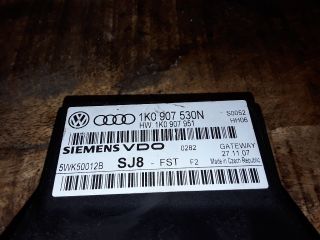 1K0 907 530N
HW 1K0 907 951
S0052
HH06
SIEMENS VDO
0282
GATEWAY
27 11 07
5WK50012B
SJ8 - FST F2
Made in Czech Republic